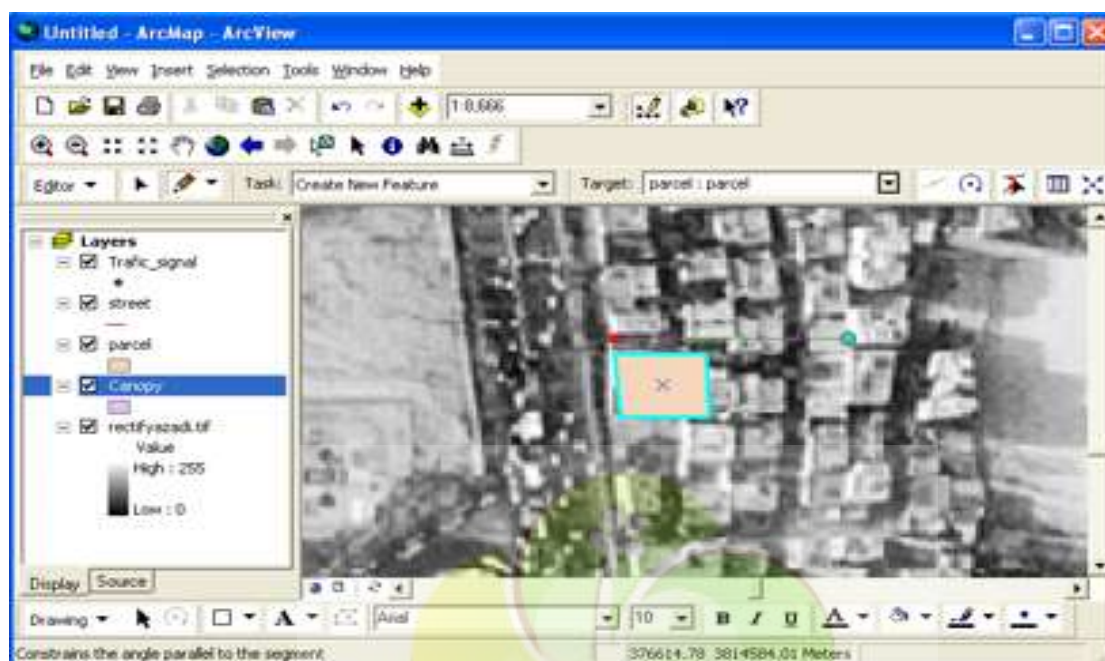 Untitled - ArcMap - ArcView
File Edit View Insert Selection Tools Window Help
1:8,666
Editor Task: Create New Feature Target: parcel : parcel
Layers
Trafic_signal
street
parcel
Canopy
rectifyazadi.tif
Value
High : 255
Low : 0
Display Source
Drawing A Arial 10 B I U A
Constrains the angle parallel to the segment 376614.78 3814584.01 Meters